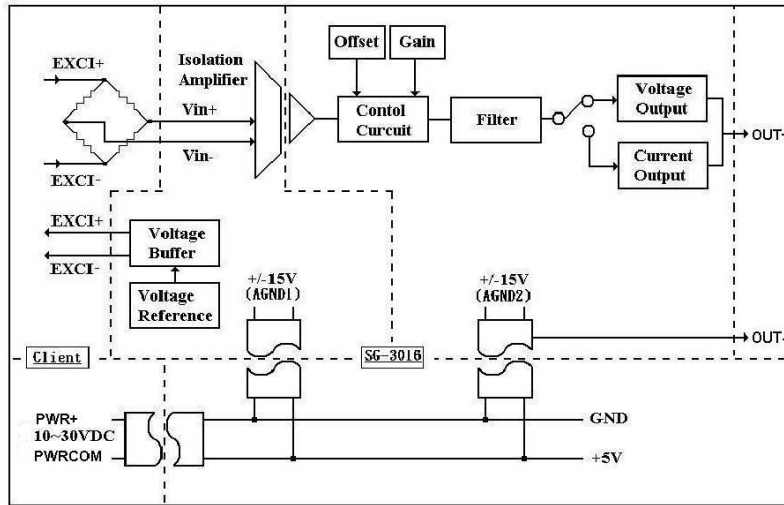 Offset
Gain
EXCI+
Isolation
Amplifier
Vin+
Vin-
EXCI-
Contol
Curcuit
Filter
Voltage
Output
Current
Output
OUT-
EXCI+
EXCI-
Voltage
Buffer
Voltage
Reference
+/-15V
(AGND1)
+/-15V
(AGND2)
OUT-
Client
SG-3016
PWR+
10~30VDC
PWRCOM
GND
+5V